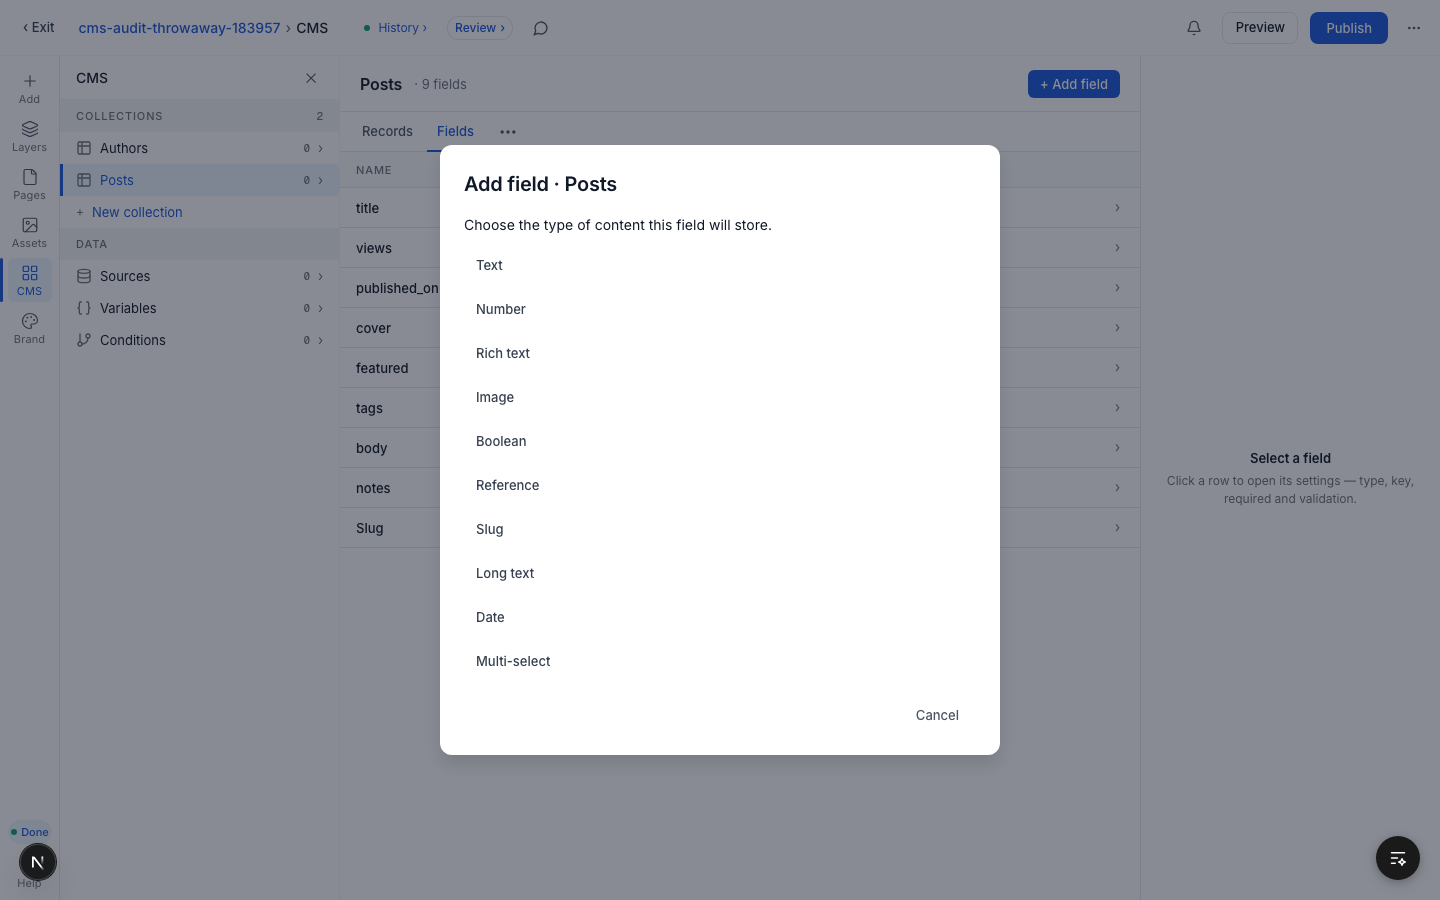 ‹ Exit
cms-audit-throwaway-183957 › CMS
History ›
Review ›
Preview
Publish
Add
Layers
Pages
Assets
CMS
Brand
Done
N
Help
CMS
COLLECTIONS 2
Authors 0 ›
Posts 0 ›
+ New collection
DATA
Sources 0 ›
Variables 0 ›
Conditions 0 ›
Posts · 9 fields
+ Add field
Records Fields
NAME
title
views
published_on
cover
featured
tags
body
notes
Slug
Add field · Posts
Choose the type of content this field will store.
Text
Number
Rich text
Image
Boolean
Reference
Slug
Long text
Date
Multi-select
Cancel
Select a field
Click a row to open its settings — type, key,
required and validation.